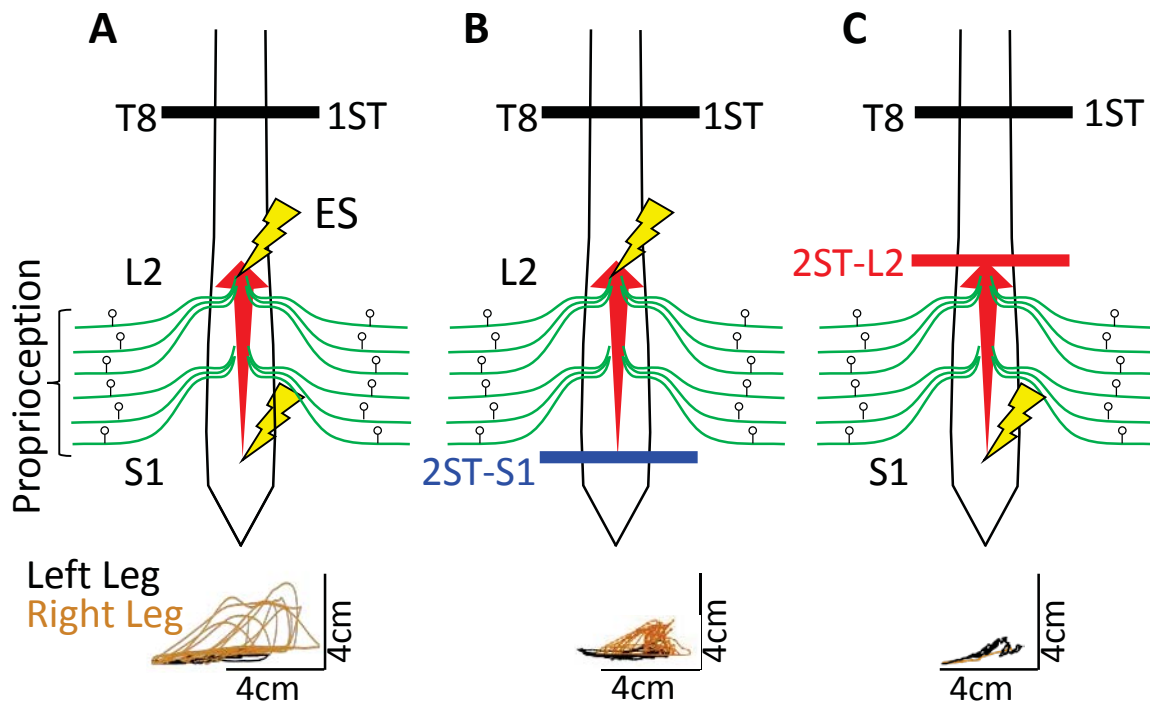 A
B
C
T8
1ST
T8
1ST
T8
1ST
ES
L2
L2
2ST-L2
Proprioception
S1
2ST-S1
S1
Left Leg
Right Leg
4cm
4cm
4cm
4cm
4cm
4cm